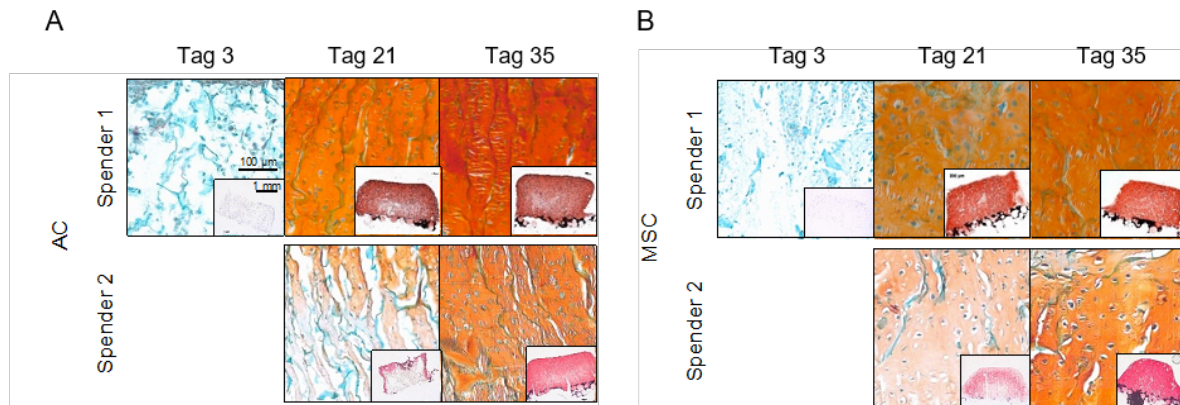 A
B
Tag 3
Tag 21
Tag 35
Tag 3
Tag 21
Tag 35
AC
Spender 1
100 µm
1 mm
Spender 2
MSC
Spender 1
Spender 2